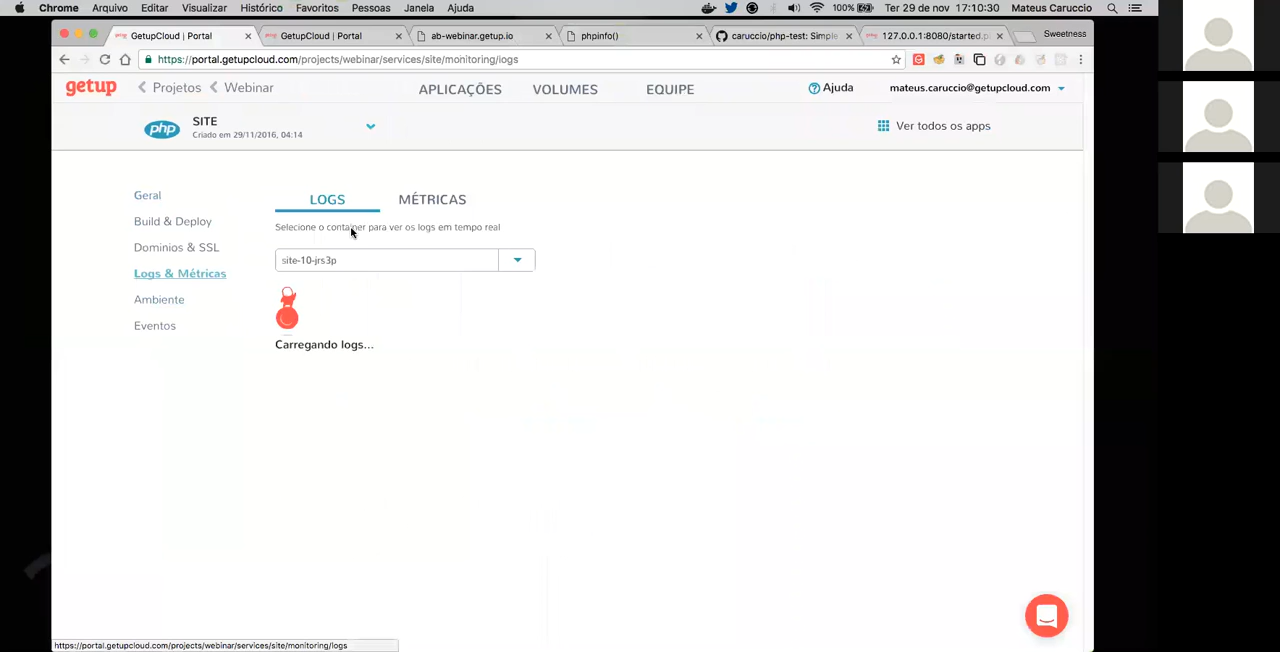 Chrome Arquivo Editar Visualizar Histórico Favoritos Pessoas Janela Ajuda 100% Ter 29 de nov 17:10:30 Mateus Caruccio
GetupCloud | Portal GetupCloud | Portal ab-webinar.getup.io phpinfo() caruccio/php-test: Simple 127.0.0.1:8080/started.p Sweetness
https://portal.getupcloud.com/projects/webinar/services/site/monitoring/logs
getup Projetos Webinar APLICAÇÕES VOLUMES EQUIPE Ajuda mateus.caruccio@getupcloud.com
php SITE Ver todos os apps
Criado em 29/11/2016, 04:14
Geral
Build & Deploy
Dominios & SSL
Logs & Métricas
Ambiente
Eventos
LOGS MÉTRICAS
Selecione o container para ver os logs em tempo real
site-10-jrs3p
Carregando logs...
https://portal.getupcloud.com/projects/webinar/services/site/monitoring/logs